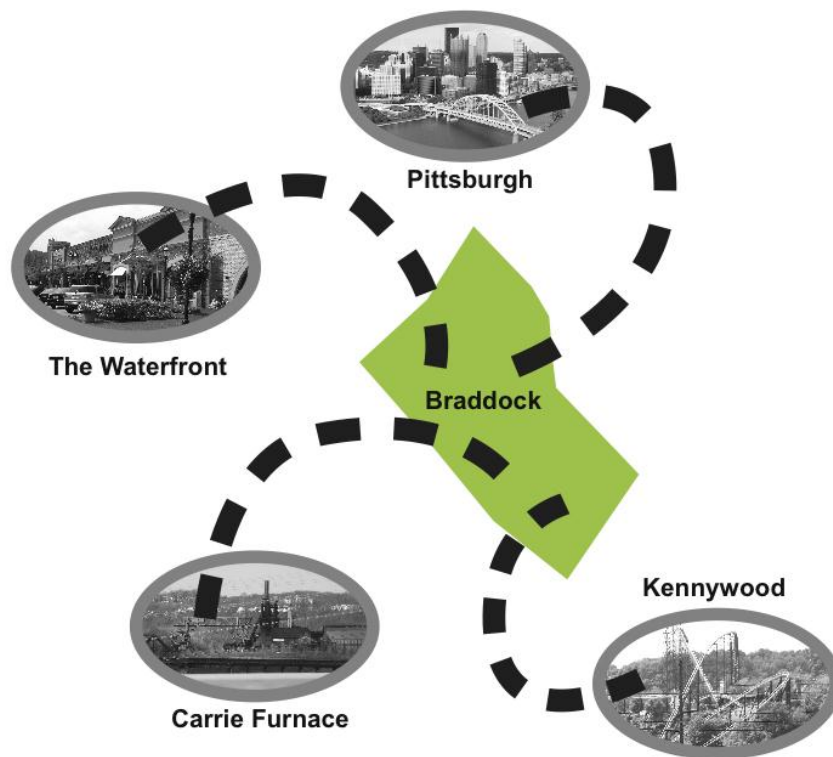 Pittsburgh
The Waterfront
Braddock
Kennywood
Carrie Furnace